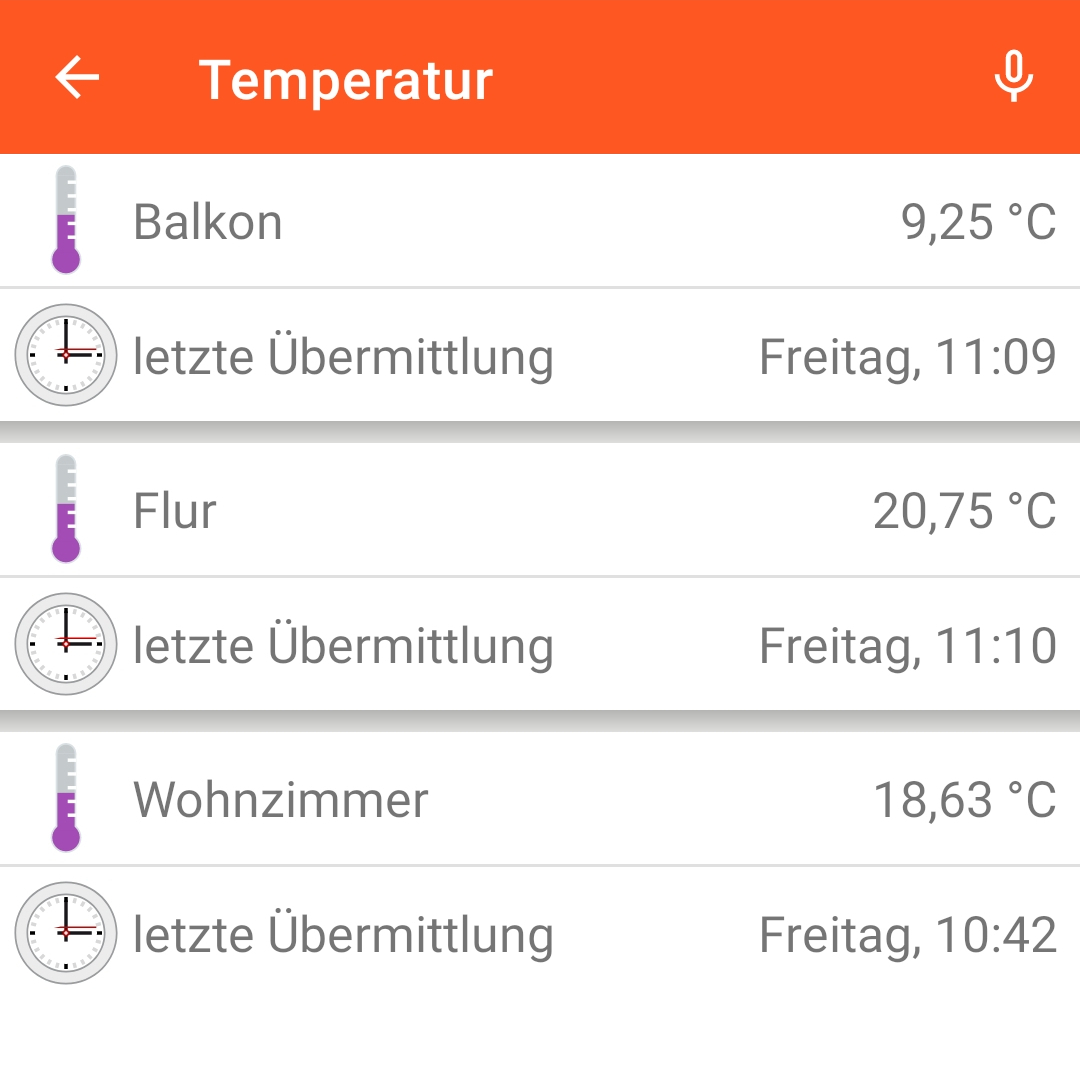 Temperatur
Balkon 9,25 °C
letzte Übermittlung Freitag, 11:09
Flur 20,75 °C
letzte Übermittlung Freitag, 11:10
Wohnzimmer 18,63 °C
letzte Übermittlung Freitag, 10:42